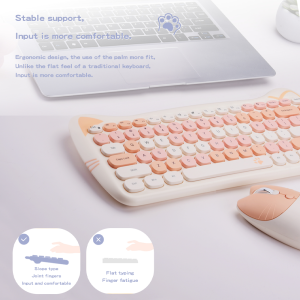 Stable support,
Input is more comfortable.
Ergonomic design, the use of the palm more fit,
Unlike the flat feel of a traditional keyboard,
Input is more comfortable.
Slope type
Joint fingers
Input and comfortable
Flat typing
Finger fatigue